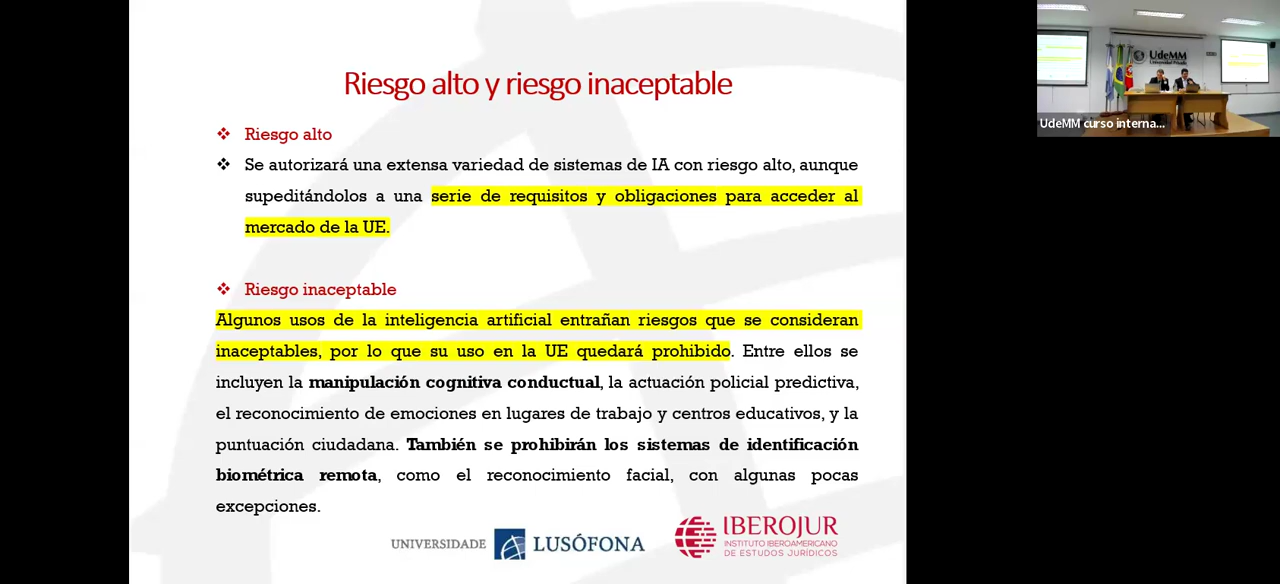 Riesgo alto y riesgo inaceptable
Riesgo alto
Se autorizará una extensa variedad de sistemas de IA con riesgo alto, aunque
supeditándolos a una serie de requisitos y obligaciones para acceder al
mercado de la UE.
Riesgo inaceptable
Algunos usos de la inteligencia artificial entrañan riesgos que se consideran
inaceptables, por lo que su uso en la UE quedará prohibido. Entre ellos se
incluyen la manipulación cognitiva conductual, la actuación policial predictiva,
el reconocimiento de emociones en lugares de trabajo y centros educativos, y la
puntuación ciudadana. También se prohibirán los sistemas de identificación
biométrica remota, como el reconocimiento facial, con algunas pocas
excepciones.
UNIVERSIDADE LUSÓFONA
IBEROJUR
INSTITUTO IBEROAMERICANO
DE ESTUDIOS JURÍDICOS
UdeMM
Universidad Privada
UdeMM curso interna...